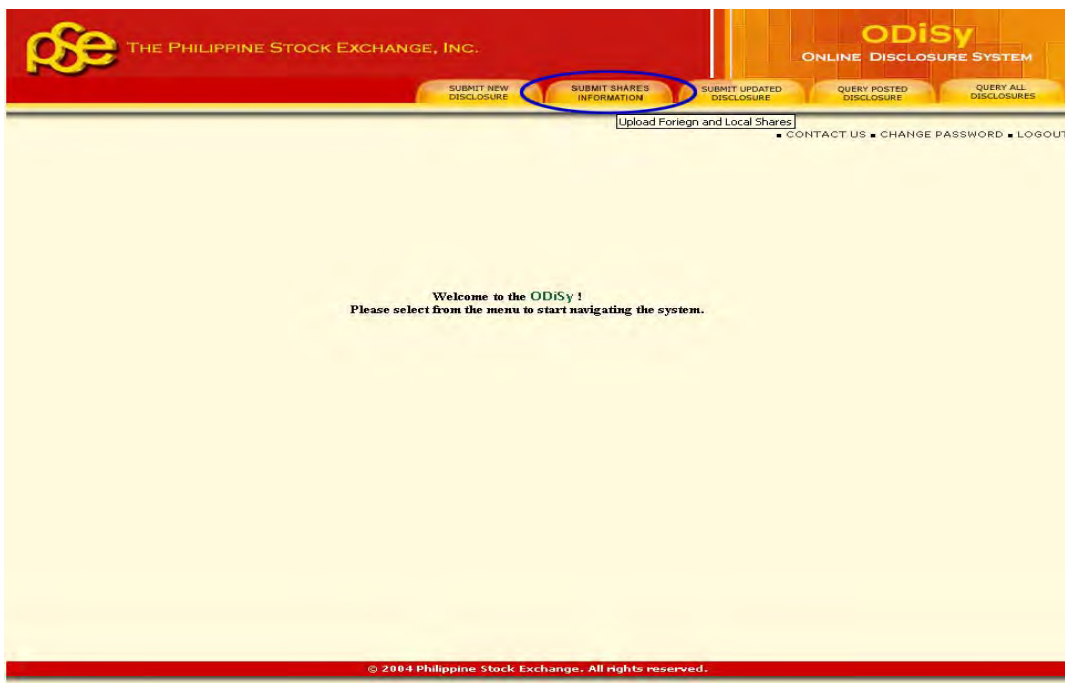 pse THE PHILIPPINE STOCK EXCHANGE, INC.
ODiSy
ONLINE DISCLOSURE SYSTEM
SUBMIT NEW
DISCLOSURE
SUBMIT SHARES
INFORMATION
SUBMIT UPDATED
DISCLOSURE
QUERY POSTED
DISCLOSURE
QUERY ALL
DISCLOSURES
Upload Foriegn and Local Shares
▪ CONTACT US ▪ CHANGE PASSWORD ▪ LOGOUT
Welcome to the ODiSy !
Please select from the menu to start navigating the system.
© 2004 Philippine Stock Exchange. All rights reserved.